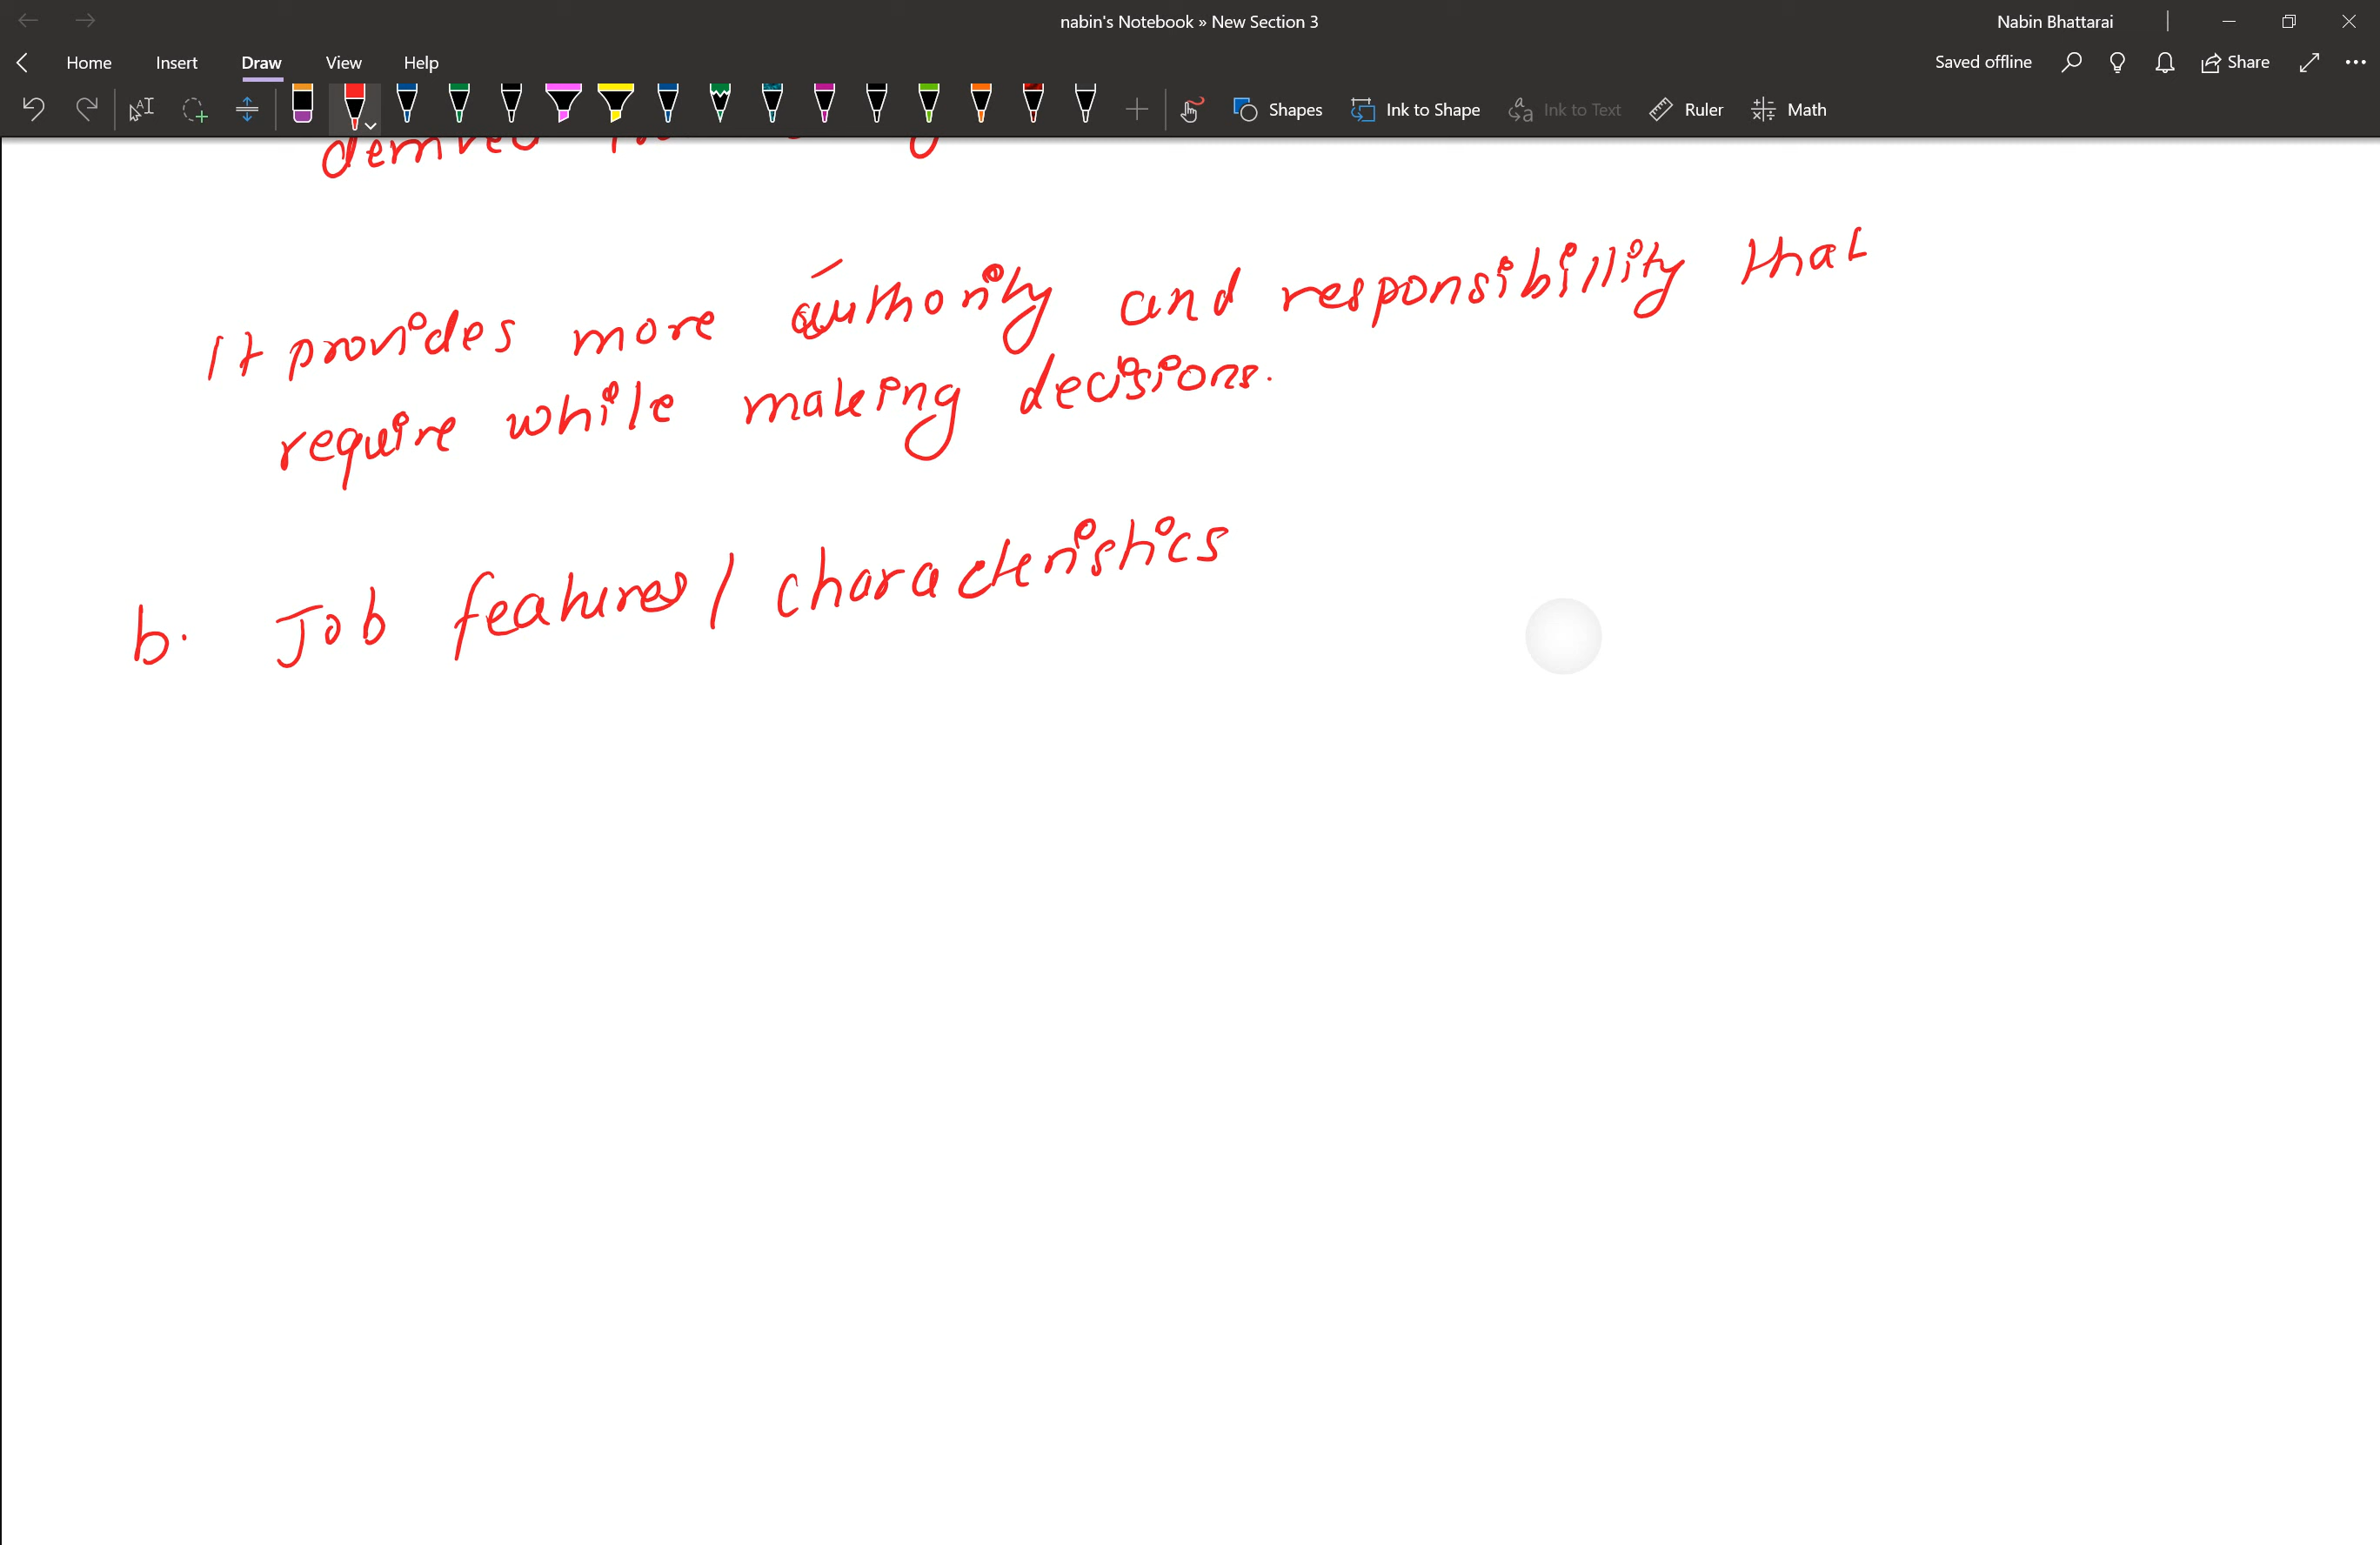 nabin's Notebook » New Section 3
Nabin Bhattarai
Home Insert Draw View Help
Saved offline
Share
Shapes
Ink to Shape
Ink to Text
Ruler
Math
It provides more authority and responsibillity that
require while making decisions.
b. Job features / characteristics